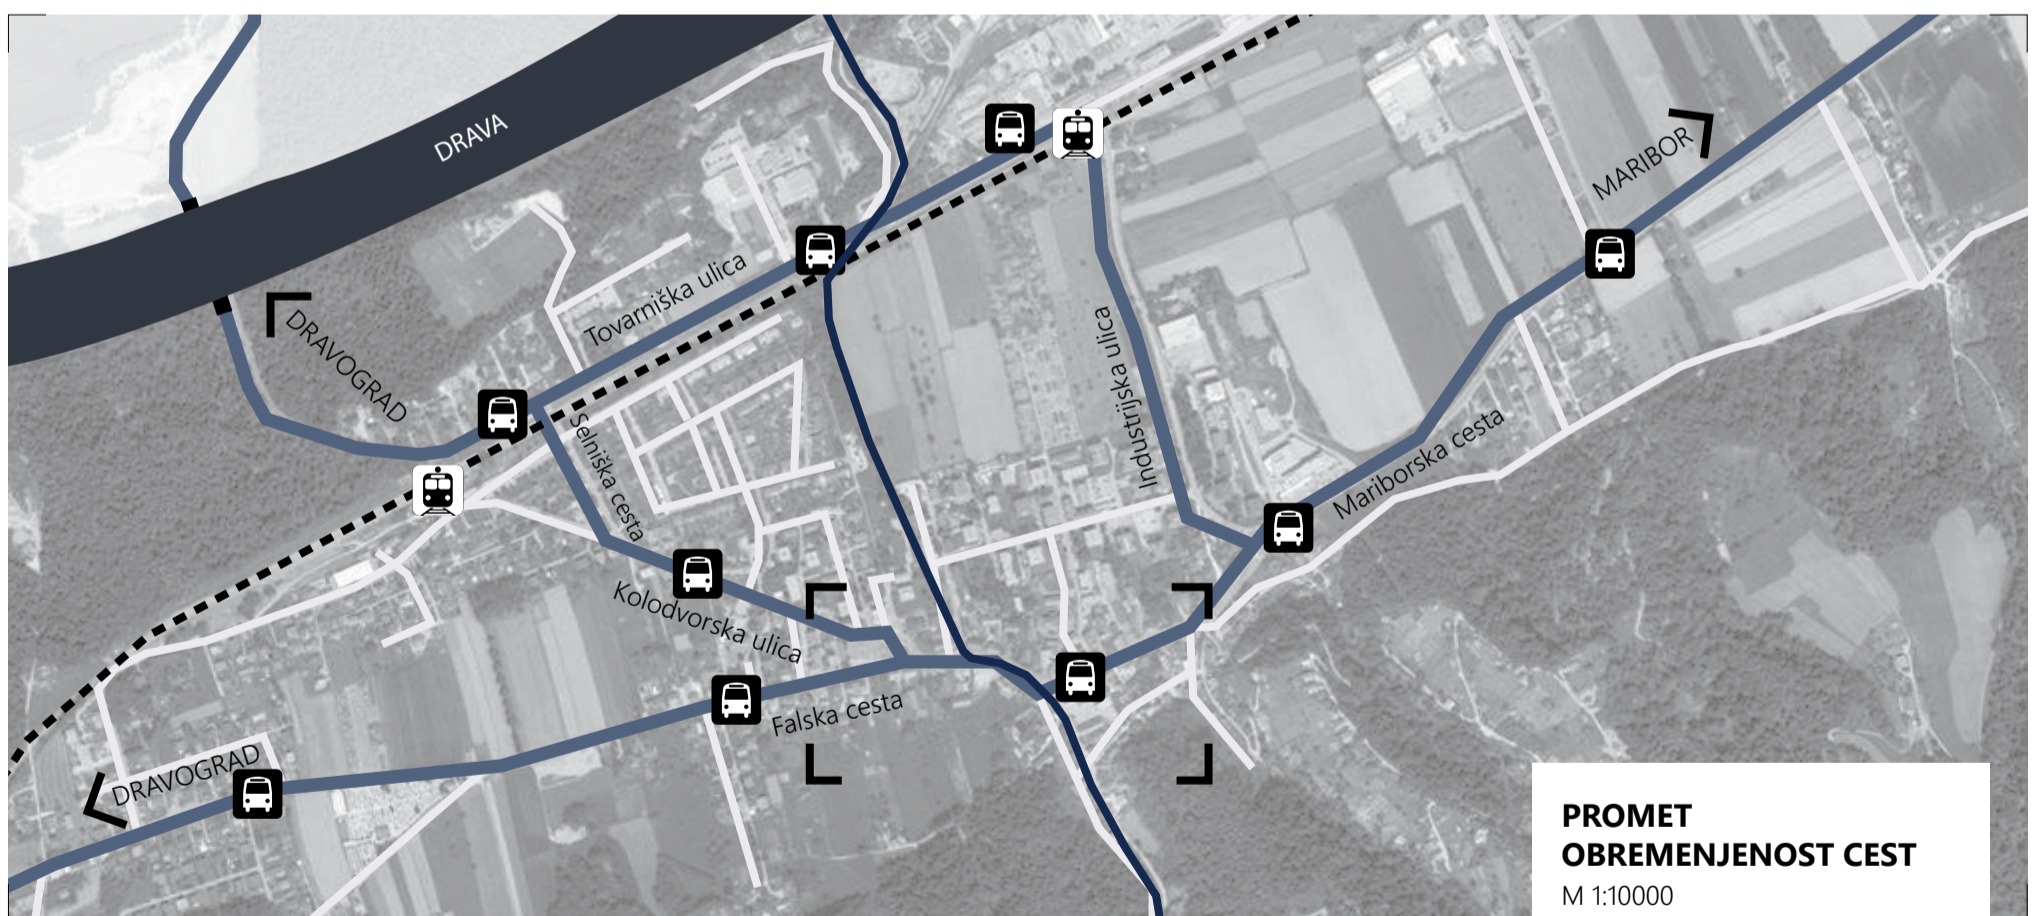 DRAVA
MARIBOR
DRAVOGRAD
Tovarniška ulica
Selniška cesta
Industrijska ulica
Mariborska cesta
Kolodvorska ulica
Falska cesta
DRAVOGRAD
PROMET
OBREMENJENOST CEST
M 1:10000